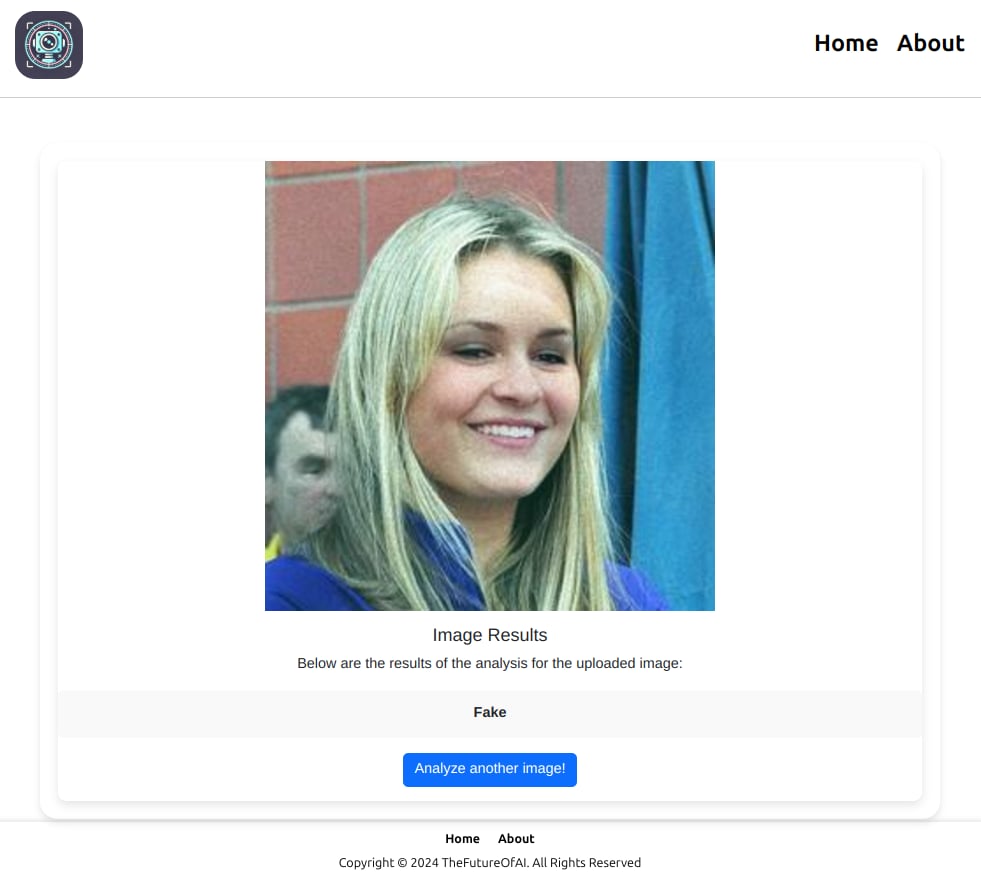 Home About
Image Results
Below are the results of the analysis for the uploaded image:
Fake
Analyze another image!
Home About
Copyright © 2024 TheFutureOfAI. All Rights Reserved